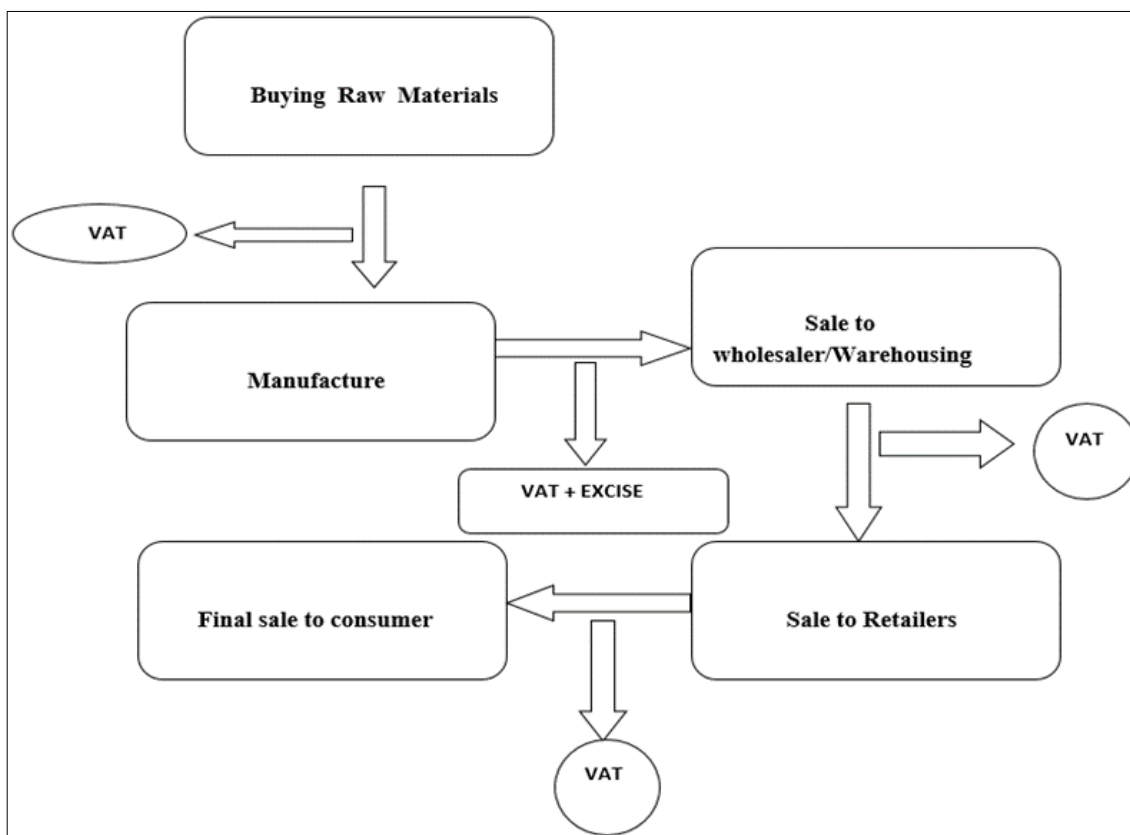 Buying Raw Materials
VAT
Manufacture
Sale to
wholesaler/Warehousing
VAT
VAT + EXCISE
Final sale to consumer
Sale to Retailers
VAT